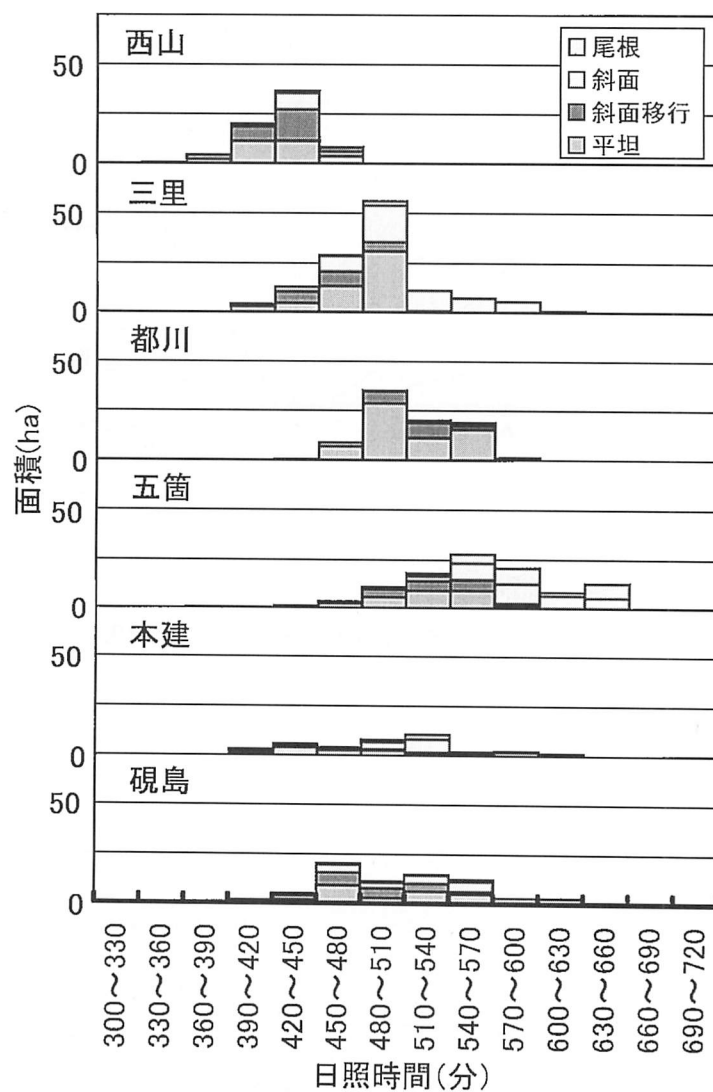 西山
尾根
斜面
斜面移行
平坦
50
0
三里
50
0
都川
50
0
五箇
50
0
本建
50
0
硯島
50
0
面積(ha)
300～330
330～360
360～390
390～420
420～450
450～480
480～510
510～540
540～570
570～600
600～630
630～660
660～690
690～720
日照時間(分)